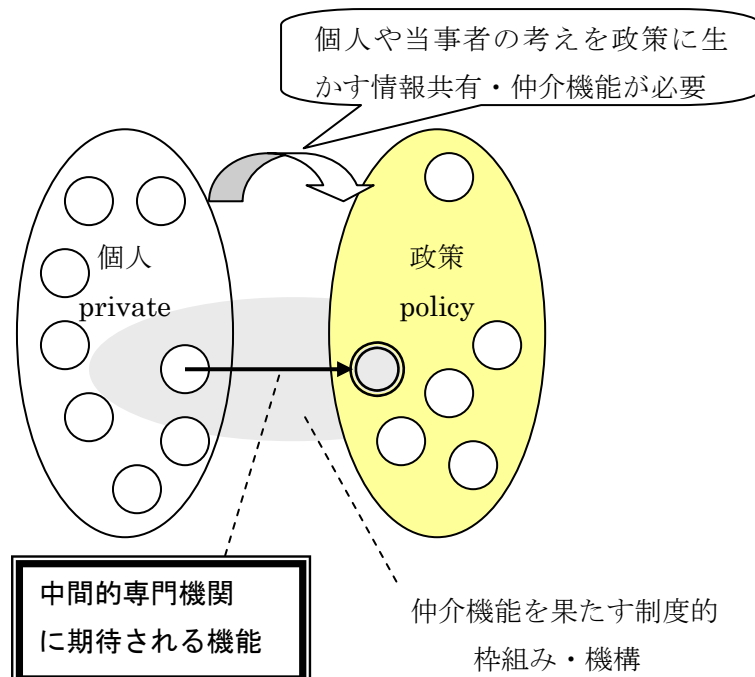 個人や当事者の考えを政策に生
かす情報共有・仲介機能が必要
個人
private
政策
policy
中間的専門機関
に期待される機能
仲介機能を果たす制度的
枠組み・機構